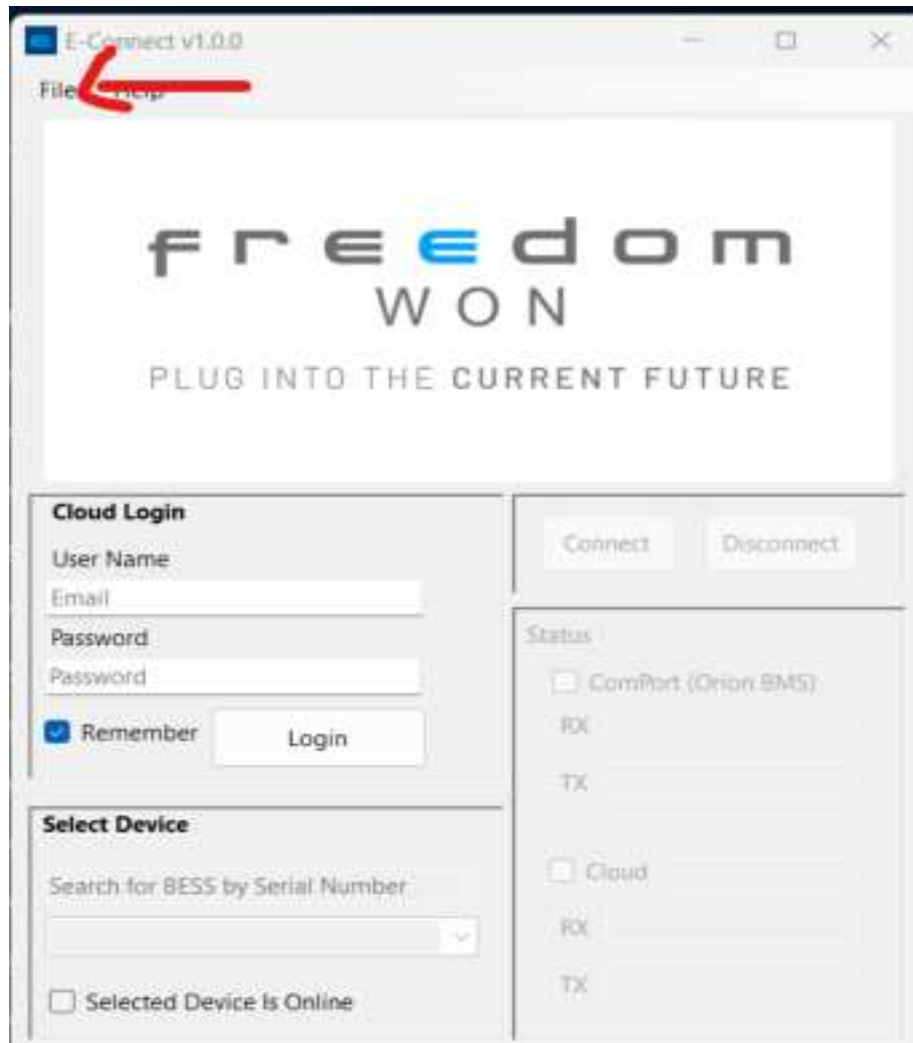 E-Connect v1.0.0
File Help
freedom
WON
PLUG INTO THE CURRENT FUTURE
Cloud Login
User Name
Email
Password
Password
Remember
Login
Connect
Disconnect
Status
ComPort (Orion BMS)
RX
TX
Cloud
RX
TX
Select Device
Search for BESS by Serial Number
Selected Device Is Online